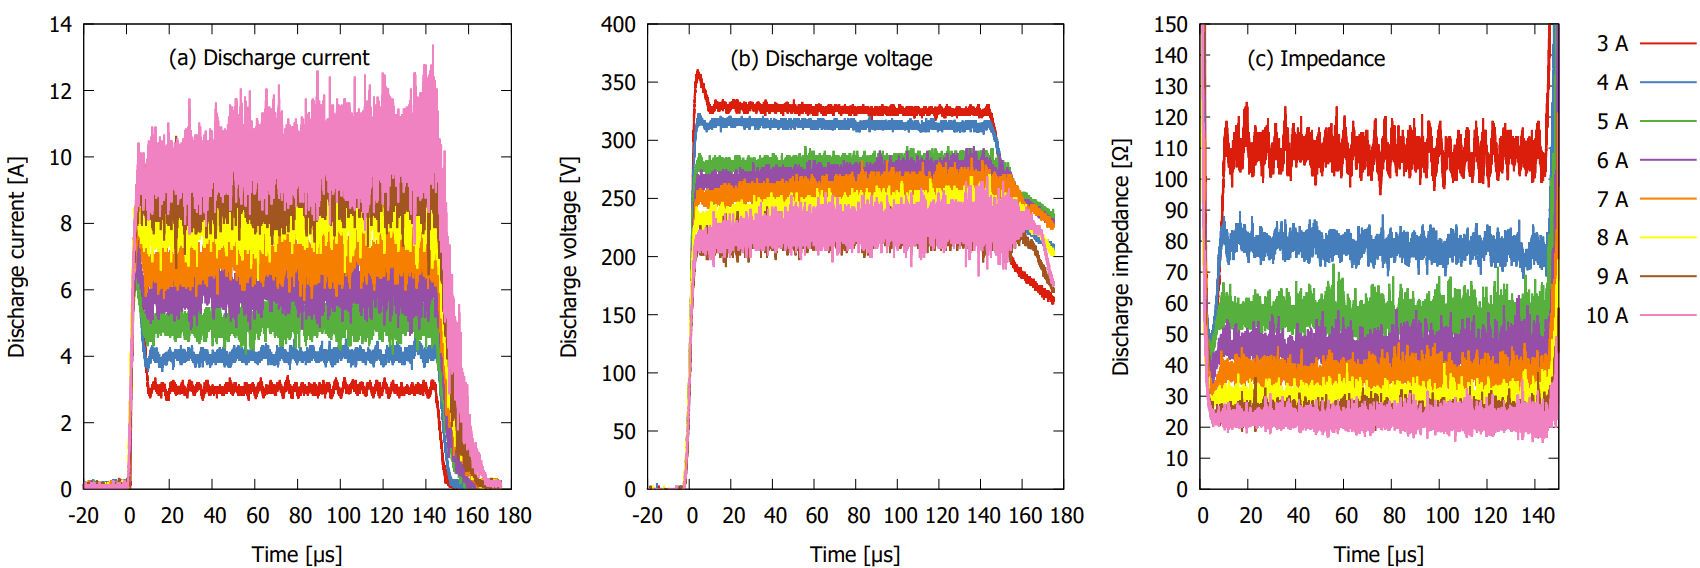 (a) Discharge current
Discharge current [A]
14
12
10
8
6
4
2
0
-20 0 20 40 60 80 100 120 140 160 180
Time [µs]
(b) Discharge voltage
Discharge voltage [V]
400
350
300
250
200
150
100
50
0
-20 0 20 40 60 80 100 120 140 160 180
Time [µs]
(c) Impedance
Discharge impedance [Ω]
150
140
130
120
110
100
90
80
70
60
50
40
30
20
10
0
0 20 40 60 80 100 120 140
Time [µs]
3 A
4 A
5 A
6 A
7 A
8 A
9 A
10 A